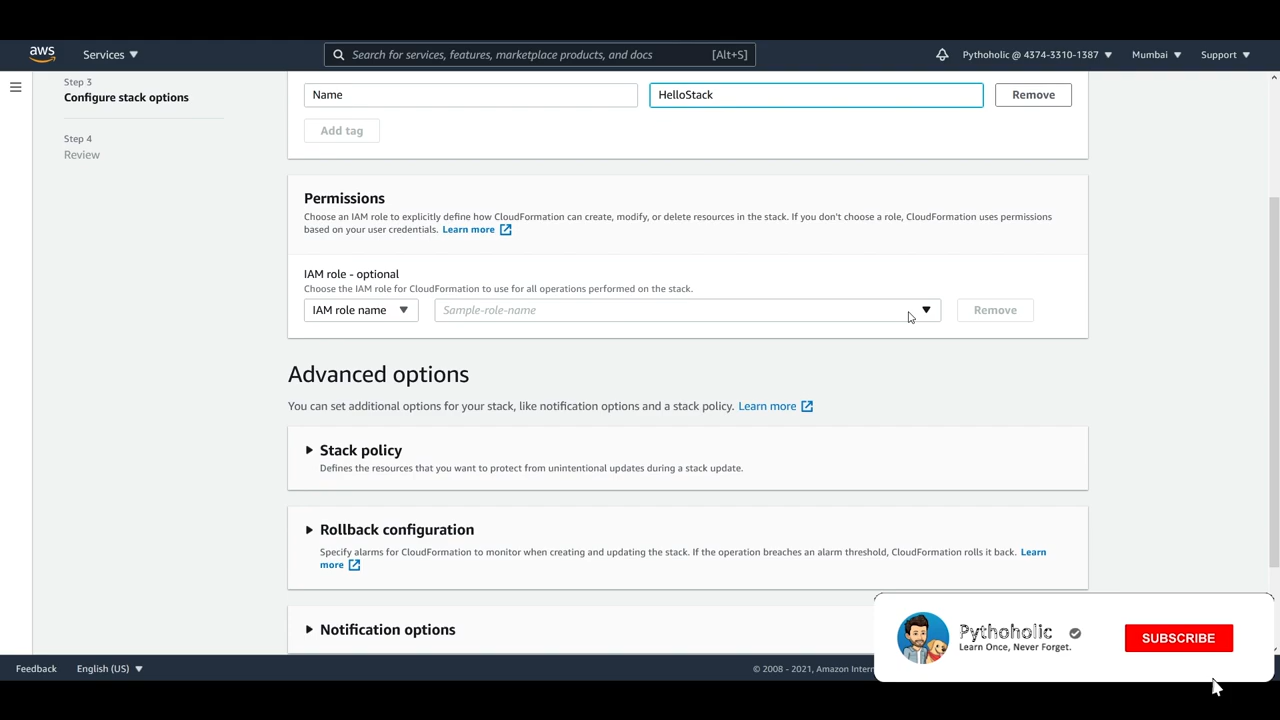 aws
Services
Search for services, features, marketplace products, and docs
[Alt+S]
Pythoholic @ 4374-3310-1387
Mumbai
Support
Step 3
Configure stack options
Step 4
Review
Name
HelloStack
Remove
Add tag
Permissions
Choose an IAM role to explicitly define how CloudFormation can create, modify, or delete resources in the stack. If you don't choose a role, CloudFormation uses permissions
based on your user credentials. Learn more
IAM role - optional
Choose the IAM role for CloudFormation to use for all operations performed on the stack.
IAM role name
Sample-role-name
Remove
Advanced options
You can set additional options for your stack, like notification options and a stack policy. Learn more
Stack policy
Defines the resources that you want to protect from unintentional updates during a stack update.
Rollback configuration
Specify alarms for CloudFormation to monitor when creating and updating the stack. If the operation breaches an alarm threshold, CloudFormation rolls it back. Learn
more
Notification options
Pythoholic
Learn Once, Never Forget.
SUBSCRIBE
Feedback
English (US)
© 2008 - 2021, Amazon